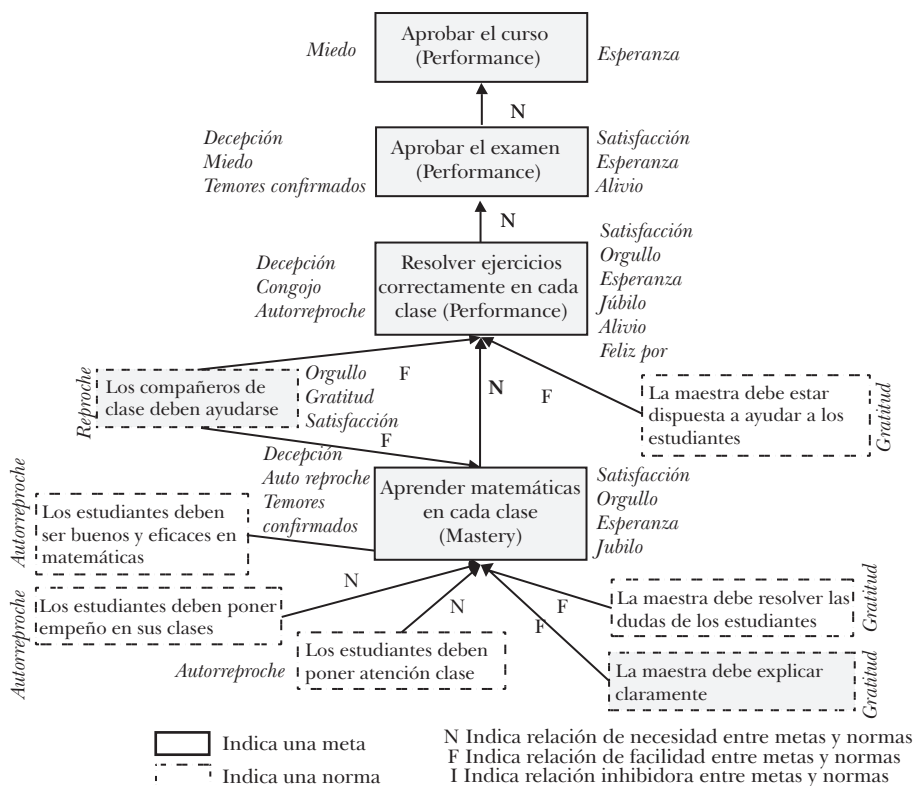 Aprobar el curso
(Performance)
Miedo
Esperanza
N
Decepción
Miedo
Temores confirmados
Aprobar el examen
(Performance)
Satisfacción
Esperanza
Alivio
N
Decepción
Congojo
Autorreproche
Resolver ejercicios
correctamente en cada
clase (Performance)
Satisfacción
Orgullo
Esperanza
Júbilo
Alivio
Feliz por
Reproche
Los compañeros de
clase deben ayudarse
Orgullo
Gratitud
Satisfacción
F
N
F
F
La maestra debe estar
dispuesta a ayudar a los
estudiantes
Gratitud
Decepción
Auto reproche
Temores
confirmados
Aprender matemáticas
en cada clase
(Mastery)
Satisfacción
Orgullo
Esperanza
Jubilo
Autorreproche
Los estudiantes deben
ser buenos y eficaces en
matemáticas
Autorreproche
Los estudiantes deben poner
empeño en sus clases
N
N
F
F
La maestra debe resolver las
dudas de los estudiantes
Gratitud
Autorreproche
Los estudiantes deben
poner atención clase
La maestra debe explicar
claramente
Gratitud
Indica una meta
Indica una norma
N Indica relación de necesidad entre metas y normas
F Indica relación de facilidad entre metas y normas
I Indica relación inhibidora entre metas y normas